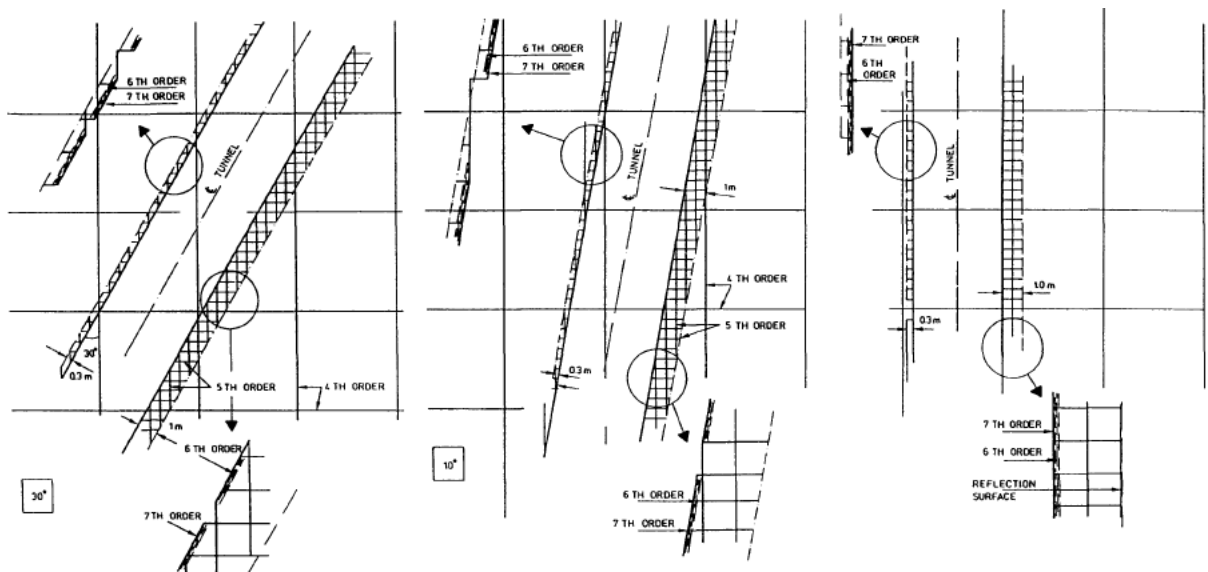 6 TH ORDER
7 TH ORDER
℄ TUNNEL
30°
0.3 m
5 TH ORDER
4 TH ORDER
1m
6 TH ORDER
7 TH ORDER
30°
6 TH ORDER
7 TH ORDER
℄ TUNNEL
1m
4 TH ORDER
5 TH ORDER
0.3 m
6 TH ORDER
7 TH ORDER
10°
7 TH ORDER
6 TH
ORDER
℄ TUNNEL
1.0 m
0.3 m
7 TH ORDER
6 TH ORDER
REFLECTION
SURFACE